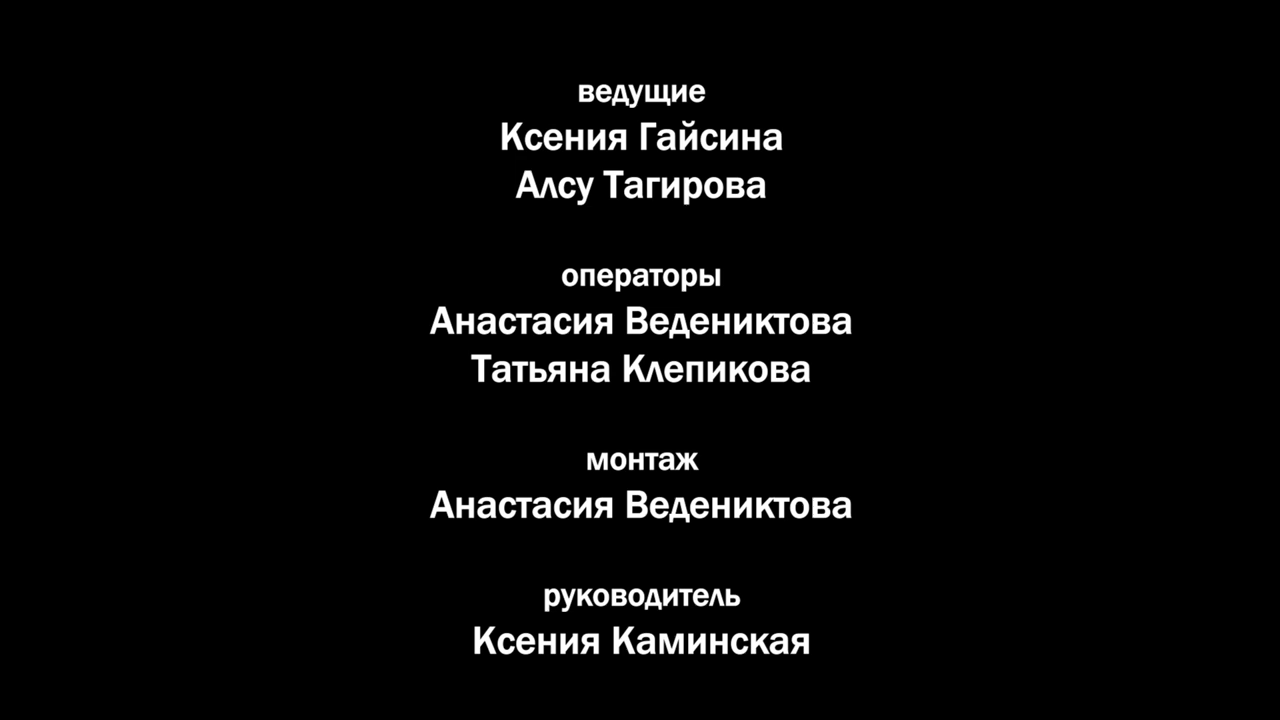 ведущие
Ксения Гайсина
Алсу Тагирова
операторы
Анастасия Ведениктова
Татьяна Клепикова
монтаж
Анастасия Ведениктова
руководитель
Ксения Каминская